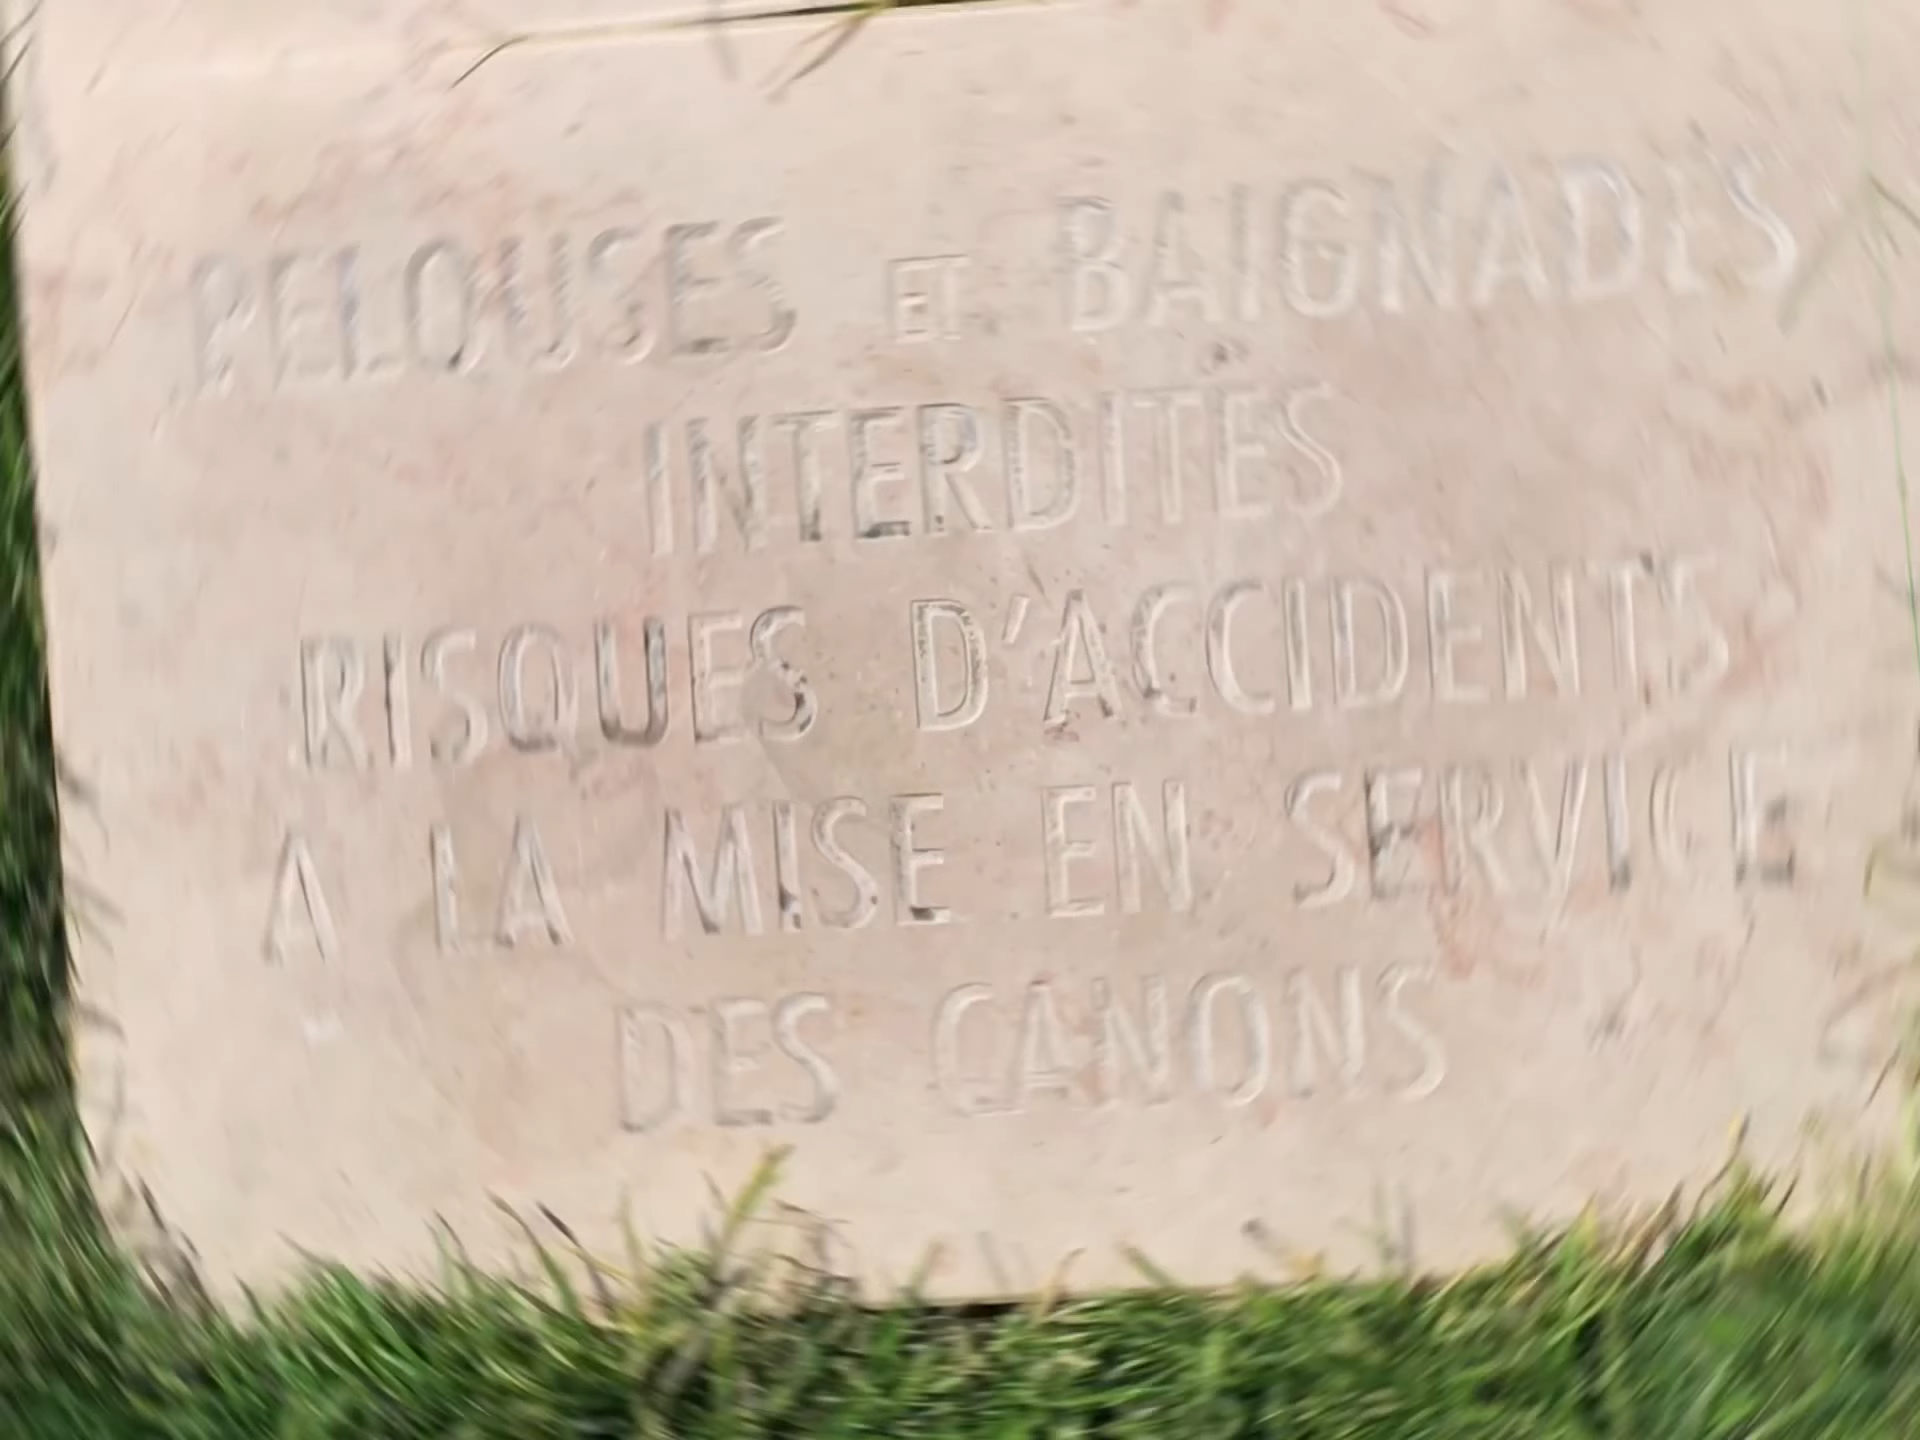 PELOUSES ET BAIGNADES
INTERDITES
RISQUES D'ACCIDENTS
A LA MISE EN SERVICE
DES CANONS